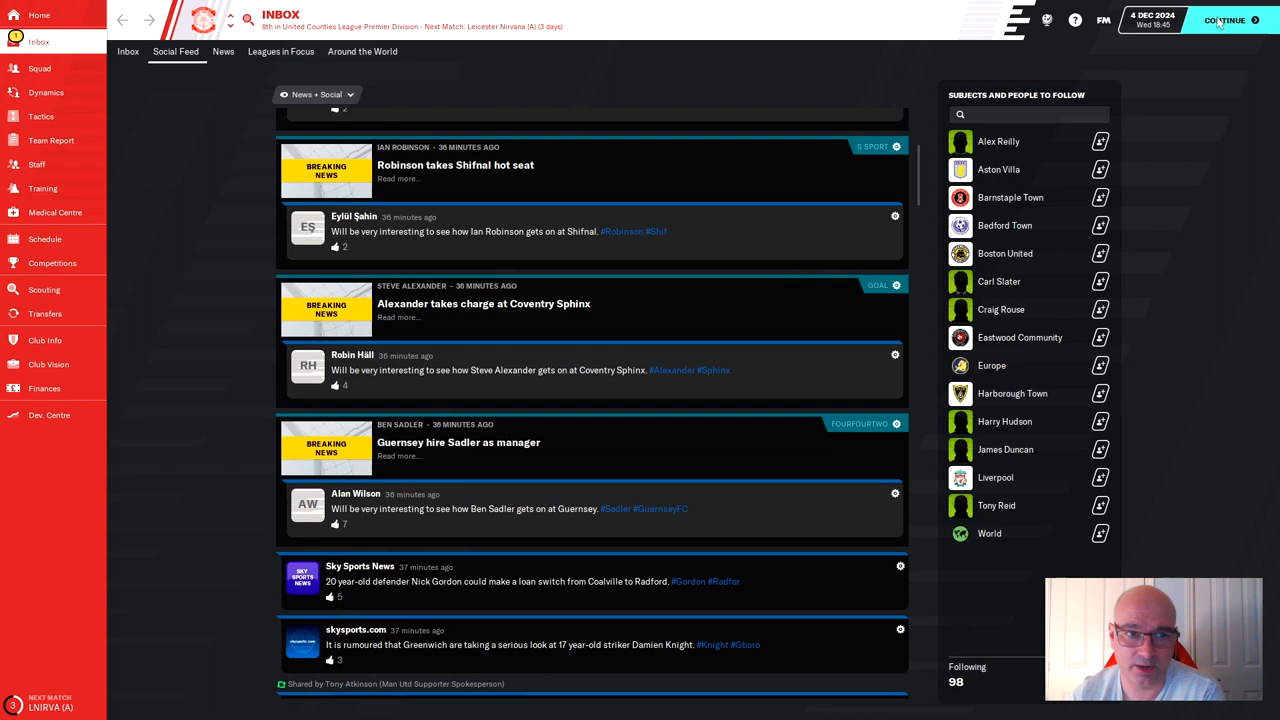 Home
1
Inbox
Squad
Dynamics
Tactics
Team Report
Staff
Training
Medical Centre
Schedule
Competitions
Scouting
Transfers
Club Info
Club Vision
Finances
Dev. Centre
3
NEXT MATCH
LNIRVA (A)
INBOX
8th in United Counties League Premier Division - Next Match: Leicester Nirvana (A) (3 days)
?
FM
4 DEC 2024
Wed 18:45
CONTINUE
Inbox
Social Feed
News
Leagues in Focus
Around the World
News + Social
2
BREAKING NEWS
IAN ROBINSON - 36 MINUTES AGO
S SPORT
Robinson takes Shifnal hot seat
Read more...
EŞ
Eylül Şahin 36 minutes ago
Will be very interesting to see how Ian Robinson gets on at Shifnal. #Robinson #Shif
2
BREAKING NEWS
STEVE ALEXANDER - 36 MINUTES AGO
GOAL
Alexander takes charge at Coventry Sphinx
Read more...
RH
Robin Häll 36 minutes ago
Will be very interesting to see how Steve Alexander gets on at Coventry Sphinx. #Alexander #Sphinx
4
BREAKING NEWS
BEN SADLER - 36 MINUTES AGO
FOURFOURTWO
Guernsey hire Sadler as manager
Read more...
AW
Alan Wilson 36 minutes ago
Will be very interesting to see how Ben Sadler gets on at Guernsey. #Sadler #GuernseyFC
7
SKY SPORTS NEWS
Sky Sports News 37 minutes ago
20 year-old defender Nick Gordon could make a loan switch from Coalville to Radford. #Gordon #Radfor
5
skysports.com
skysports.com 37 minutes ago
It is rumoured that Greenwich are taking a serious look at 17 year-old striker Damien Knight. #Knight #Gboro
3
Shared by Tony Atkinson (Man Utd Supporter Spokesperson)
SUBJECTS AND PEOPLE TO FOLLOW
Alex Reilly
Aston Villa
Barnstaple Town
Bedford Town
Boston United
Carl Slater
Craig Rouse
Eastwood Community
Europe
Harborough Town
Harry Hudson
James Duncan
Liverpool
Tony Reid
World
Following
98